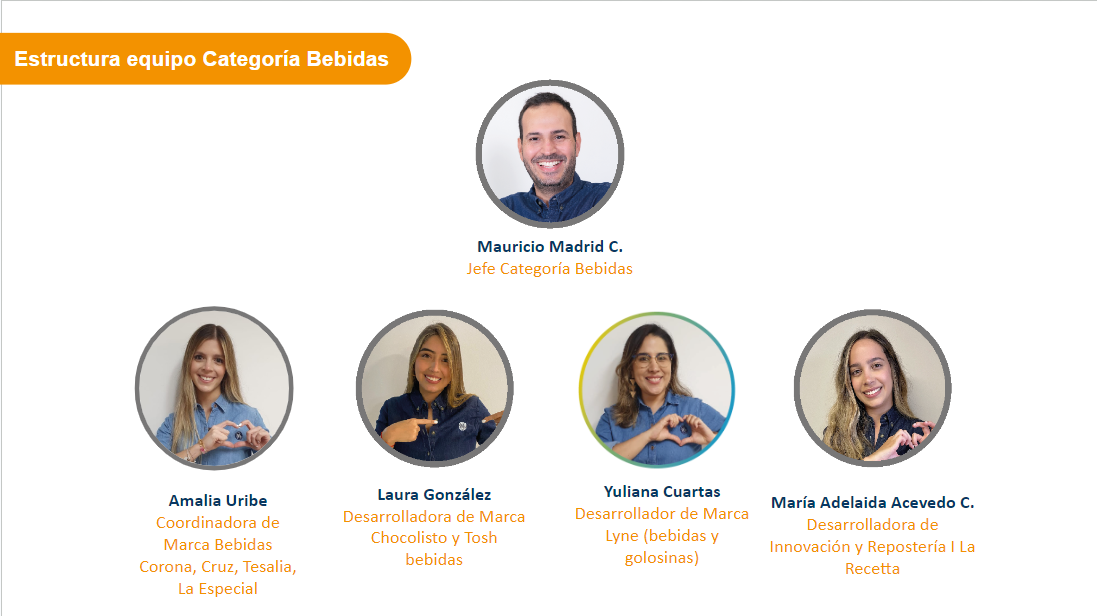 Estructura equipo Categoría Bebidas
Mauricio Madrid C.
Jefe Categoría Bebidas
Amalia Uribe
Coordinadora de
Marca Bebidas
Corona, Cruz, Tesalia,
La Especial
Laura González
Desarrolladora de Marca
Chocolisto y Tosh
bebidas
Yuliana Cuartas
Desarrollador de Marca
Lyne (bebidas y
golosinas)
María Adelaida Acevedo C.
Desarrolladora de
Innovación y Repostería I La
Recetta